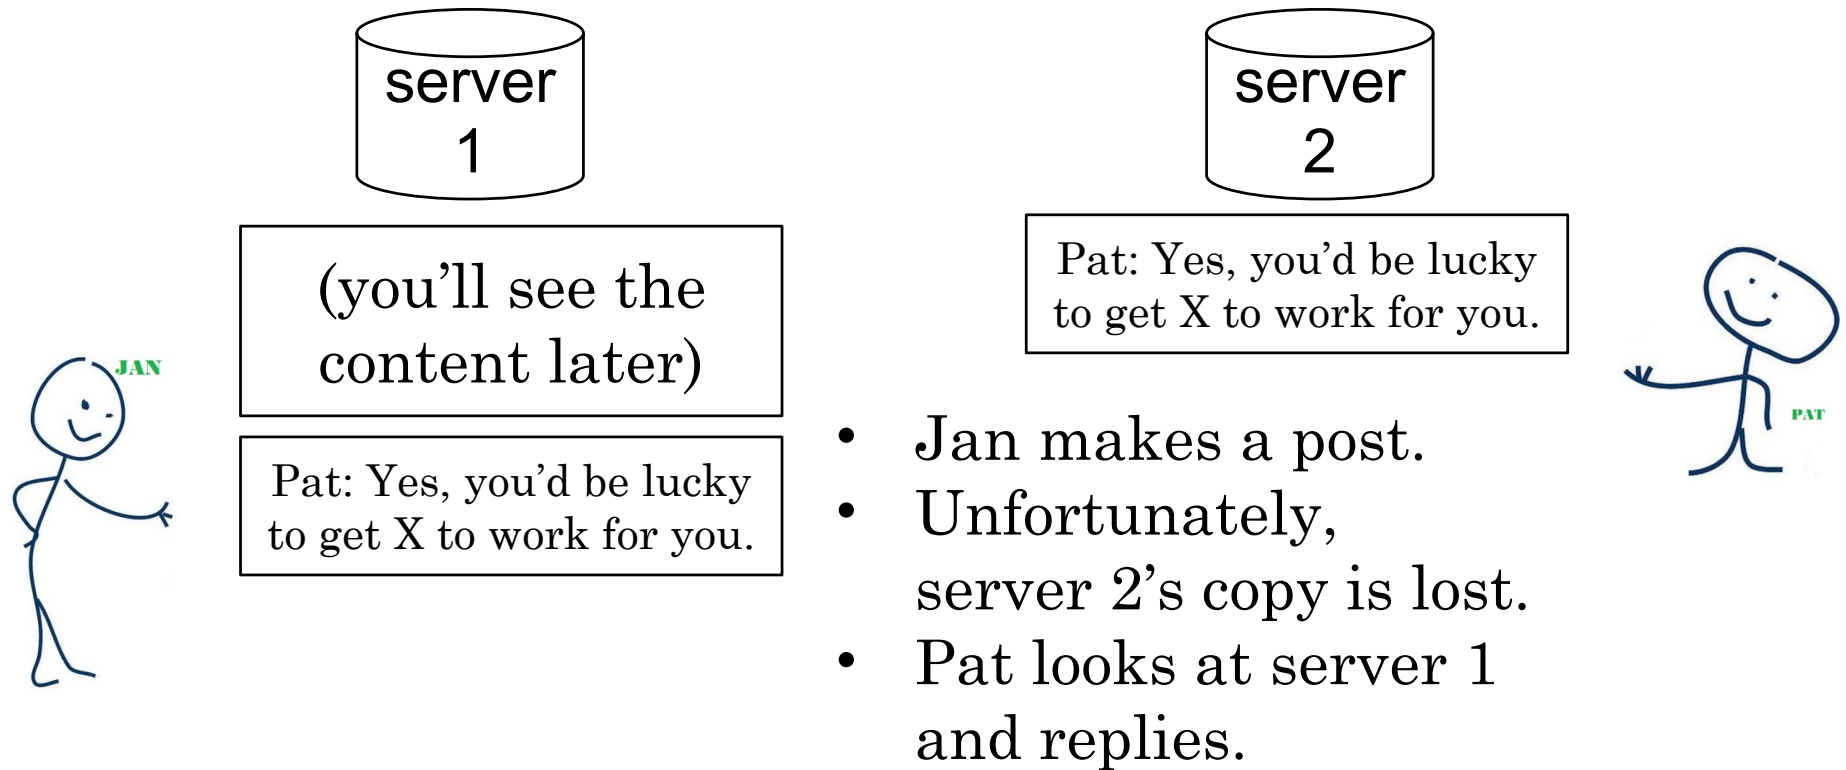 server
1
server
2
(you’ll see the
content later)
Pat: Yes, you’d be lucky
to get X to work for you.
Pat: Yes, you’d be lucky
to get X to work for you.
JAN
PAT
• Jan makes a post.
• Unfortunately,
server 2’s copy is lost.
• Pat looks at server 1
and replies.